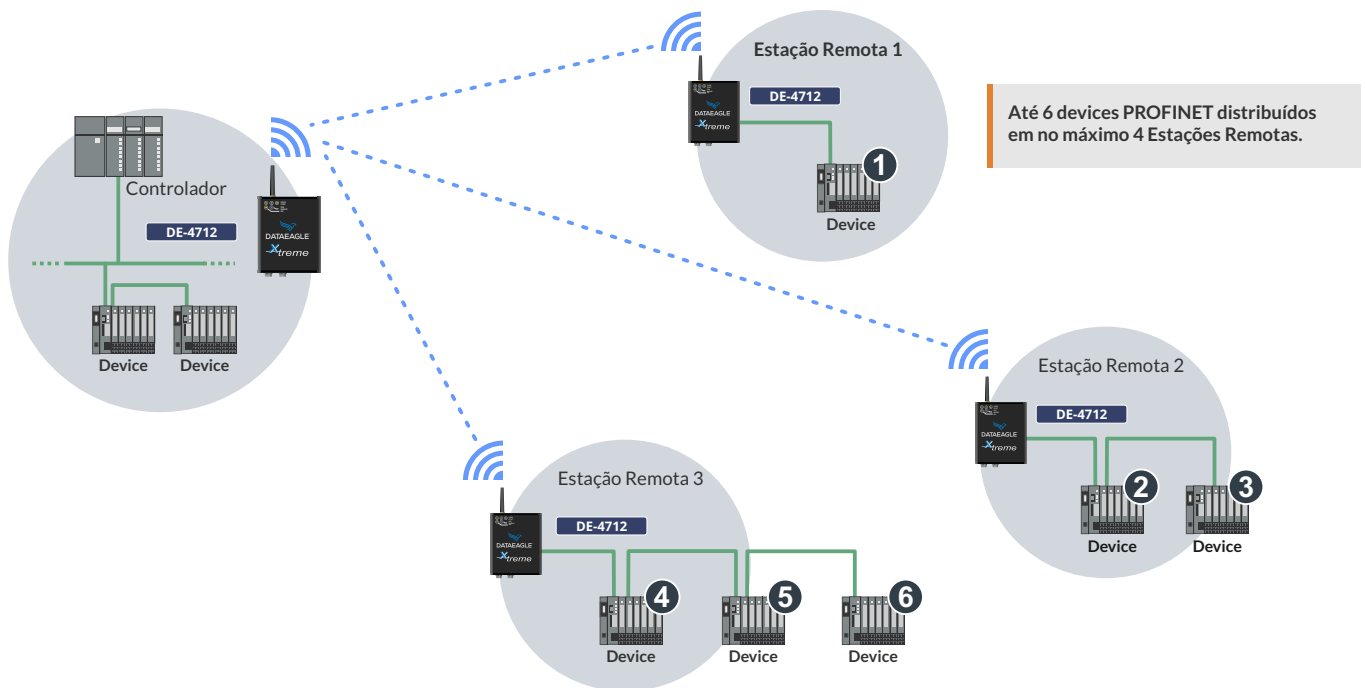 Estação Remota 1
DE-4712
DATAEAGLE
Xtreme
1
Device
Até 6 devices PROFINET distribuídos
em no máximo 4 Estações Remotas.
Controlador
DE-4712
DATAEAGLE
Xtreme
Device
Device
Estação Remota 2
DE-4712
DATAEAGLE
Xtreme
2
3
Device
Device
Estação Remota 3
DE-4712
DATAEAGLE
Xtreme
4
5
6
Device
Device
Device